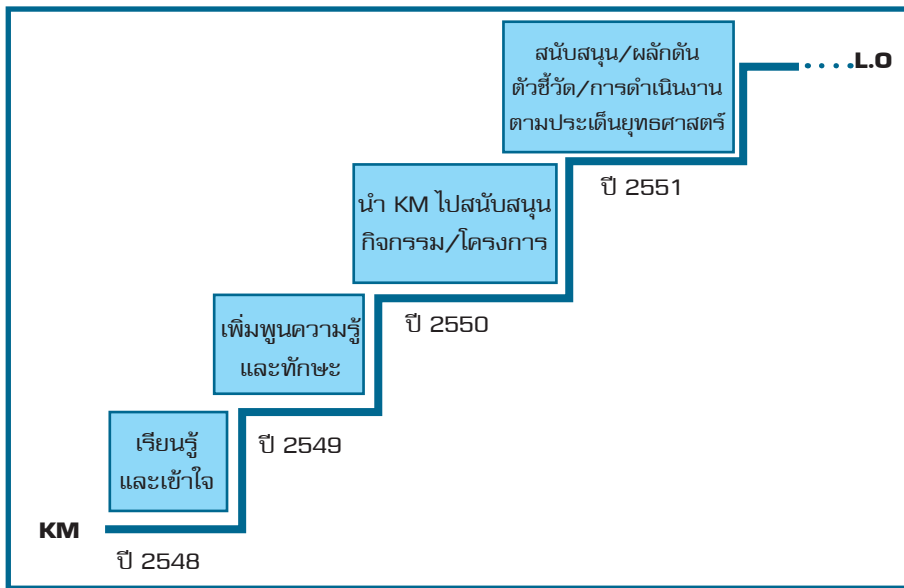 สนับสนุน/ผลักดัน
ตัวชี้วัด/การดำเนินงาน
ตามประเด็นยุทธศาสตร์
L.O
ปี 2551
นำ KM ไปสนับสนุน
กิจกรรม/โครงการ
ปี 2550
เพิ่มพูนความรู้
และทักษะ
ปี 2549
เรียนรู้
และเข้าใจ
KM
ปี 2548